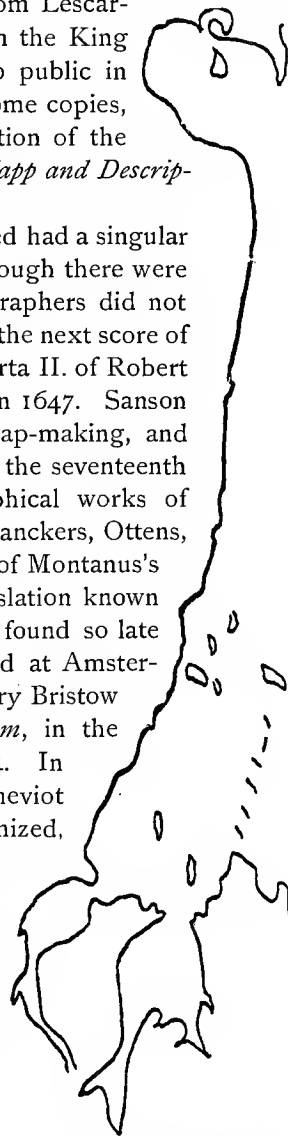 om Lescar-
n the King
o public in
ome copies,
tion of the
app and Descrip-
ed had a singular
ough there were
raphers did not
the next score of
rta II. of Robert
n 1647. Sanson
ap-making, and
the seventeenth
phical works of
anckers, Ottens,
of Montanus's
slation known
found so late
d at Amster-
ry Bristow
m, in the
. In
heviot
nized,